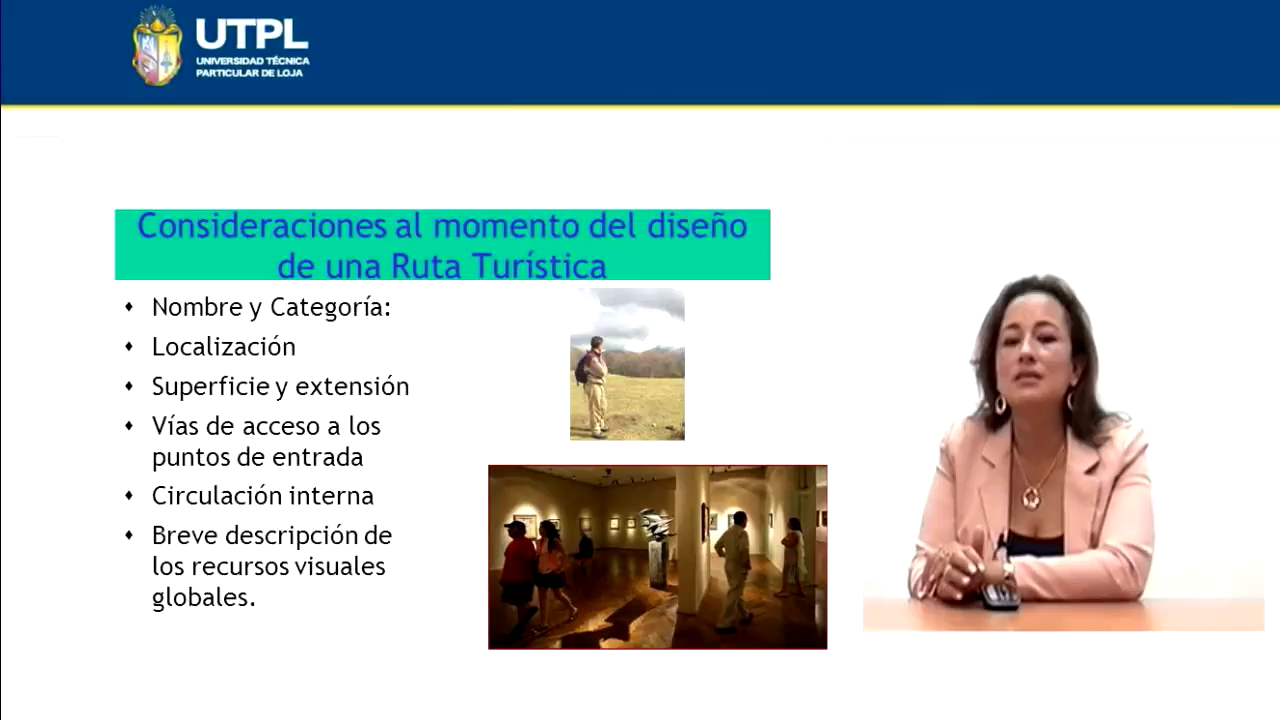 UTPL
UNIVERSIDAD TÉCNICA
PARTICULAR DE LOJA
Consideraciones al momento del diseño
de una Ruta Turística
Nombre y Categoría:
Localización
Superficie y extensión
Vías de acceso a los
puntos de entrada
Circulación interna
Breve descripción de
los recursos visuales
globales.